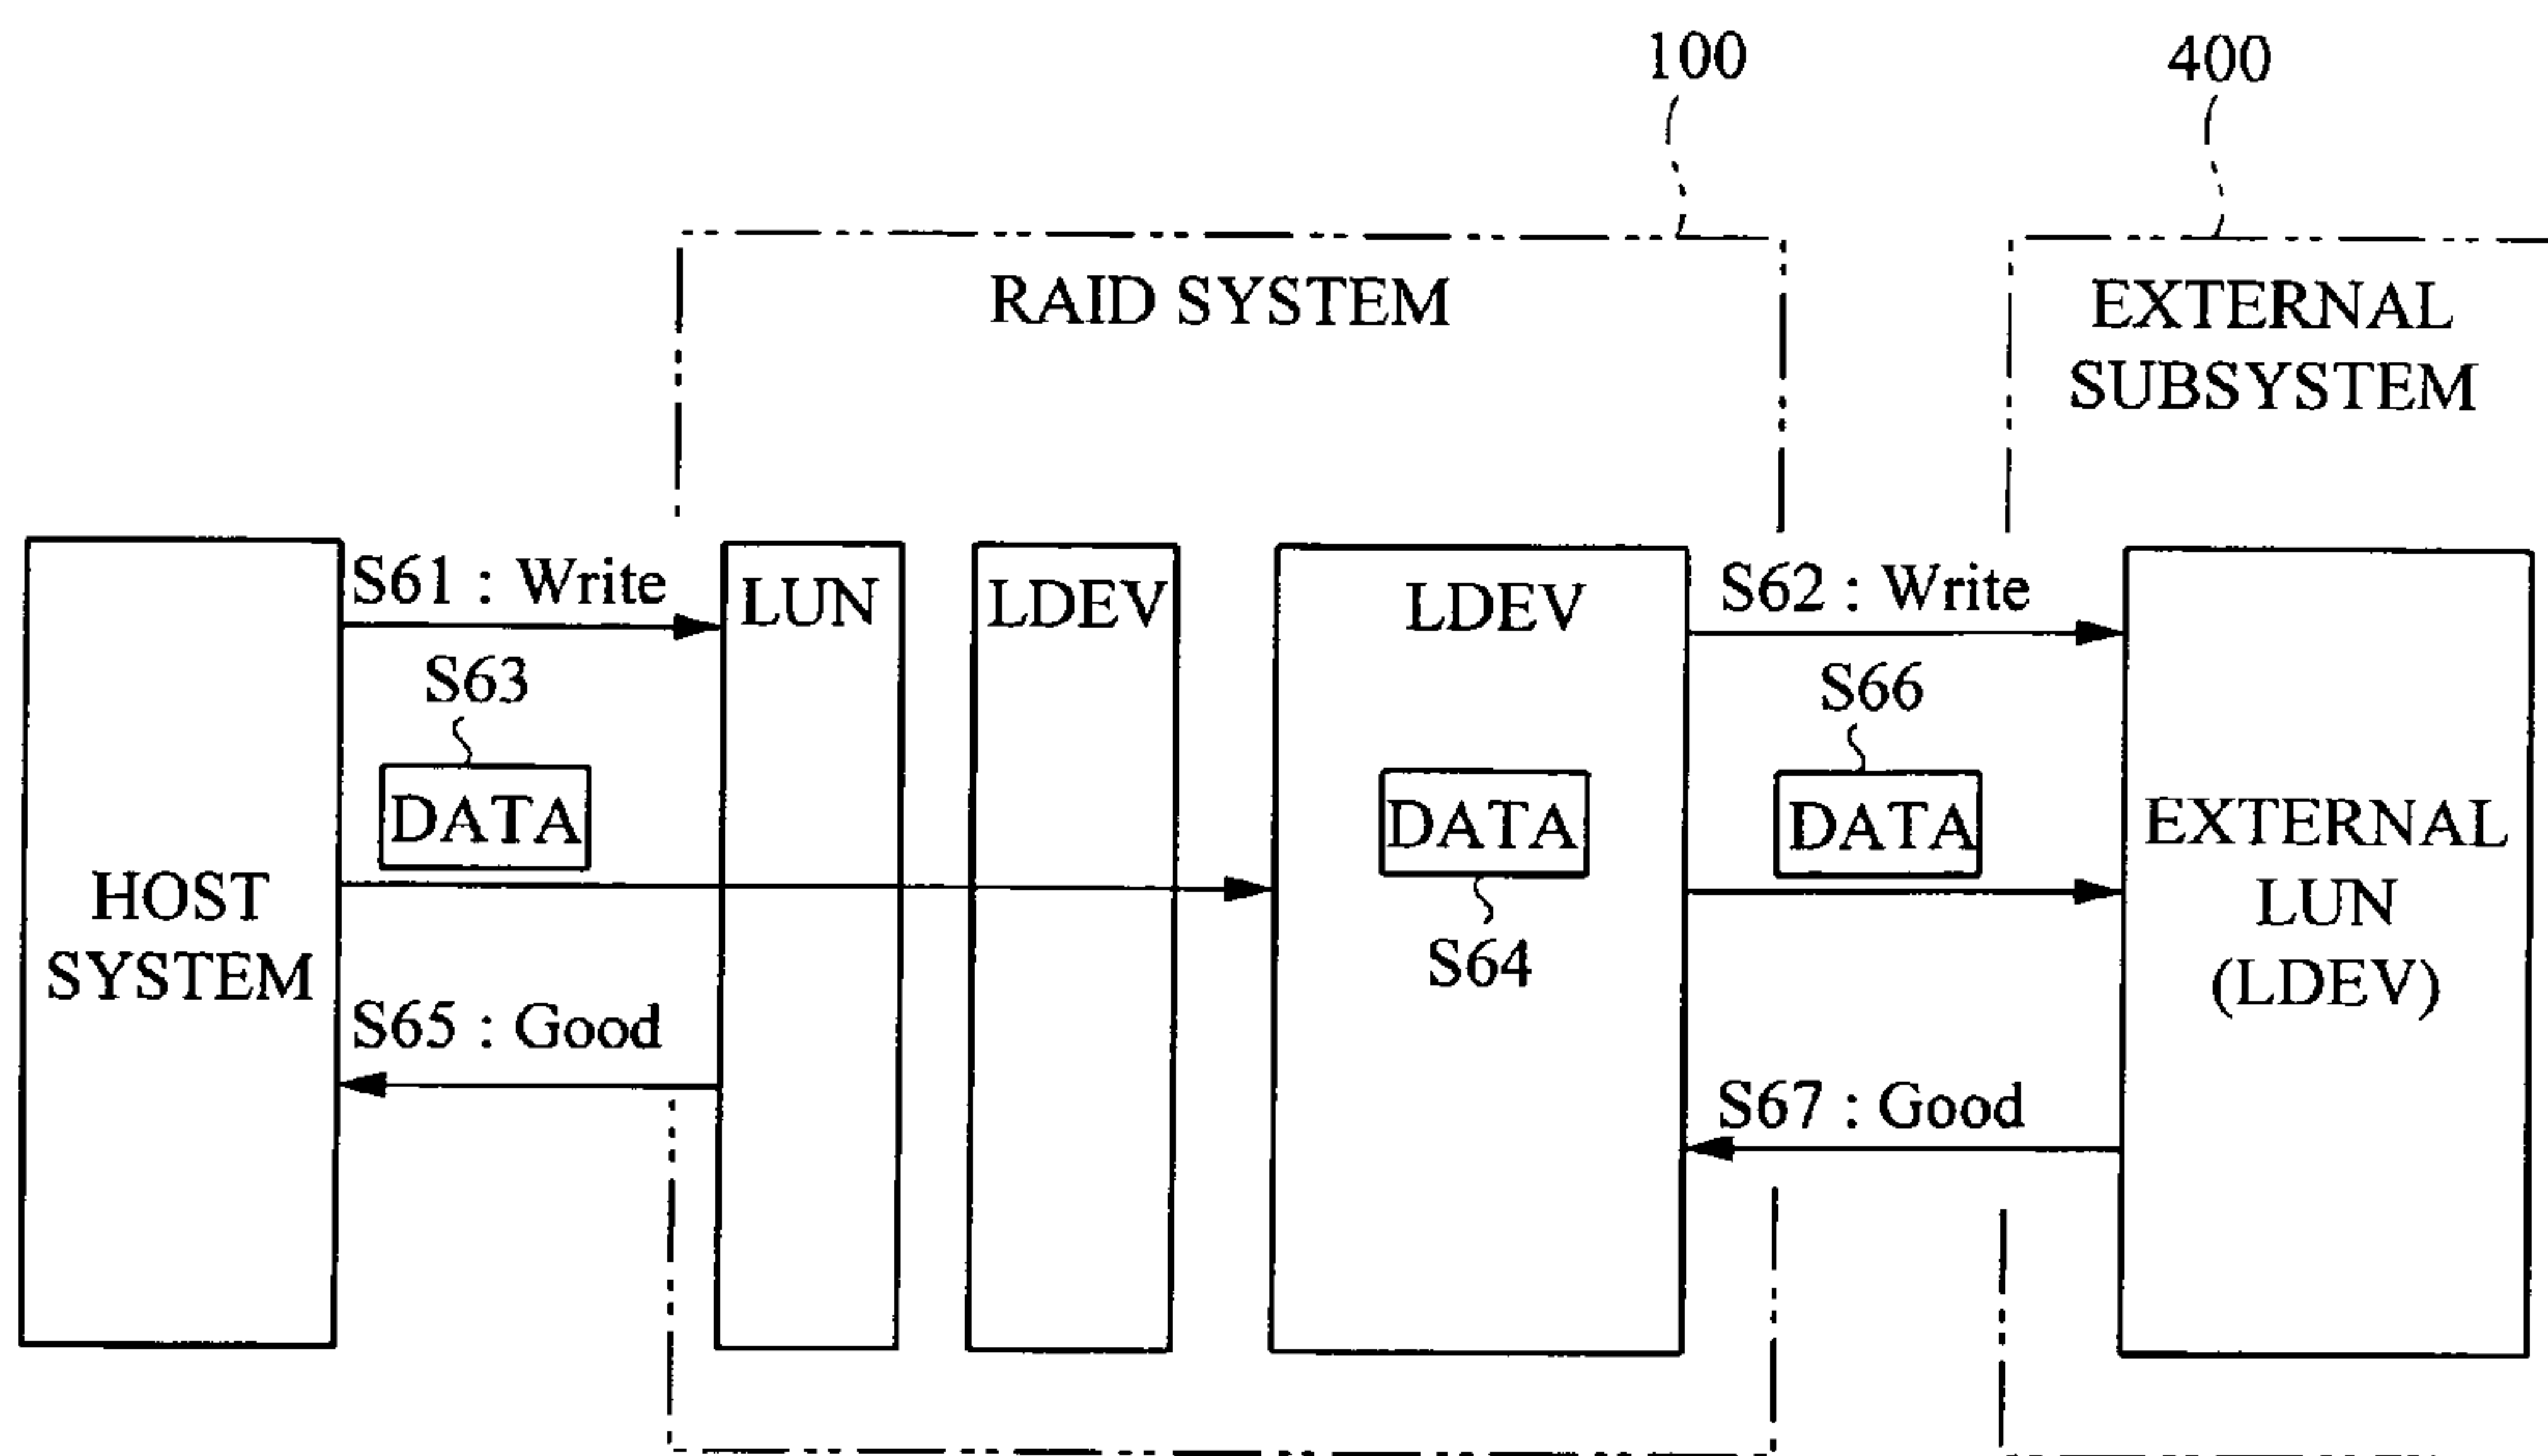 100
400
RAID SYSTEM
EXTERNAL
SUBSYSTEM
S61 : Write
LUN
LDEV
LDEV
S62 : Write
S63
S66
DATA
DATA
DATA
HOST
SYSTEM
EXTERNAL
LUN
(LDEV)
S64
S65 : Good
S67 : Good